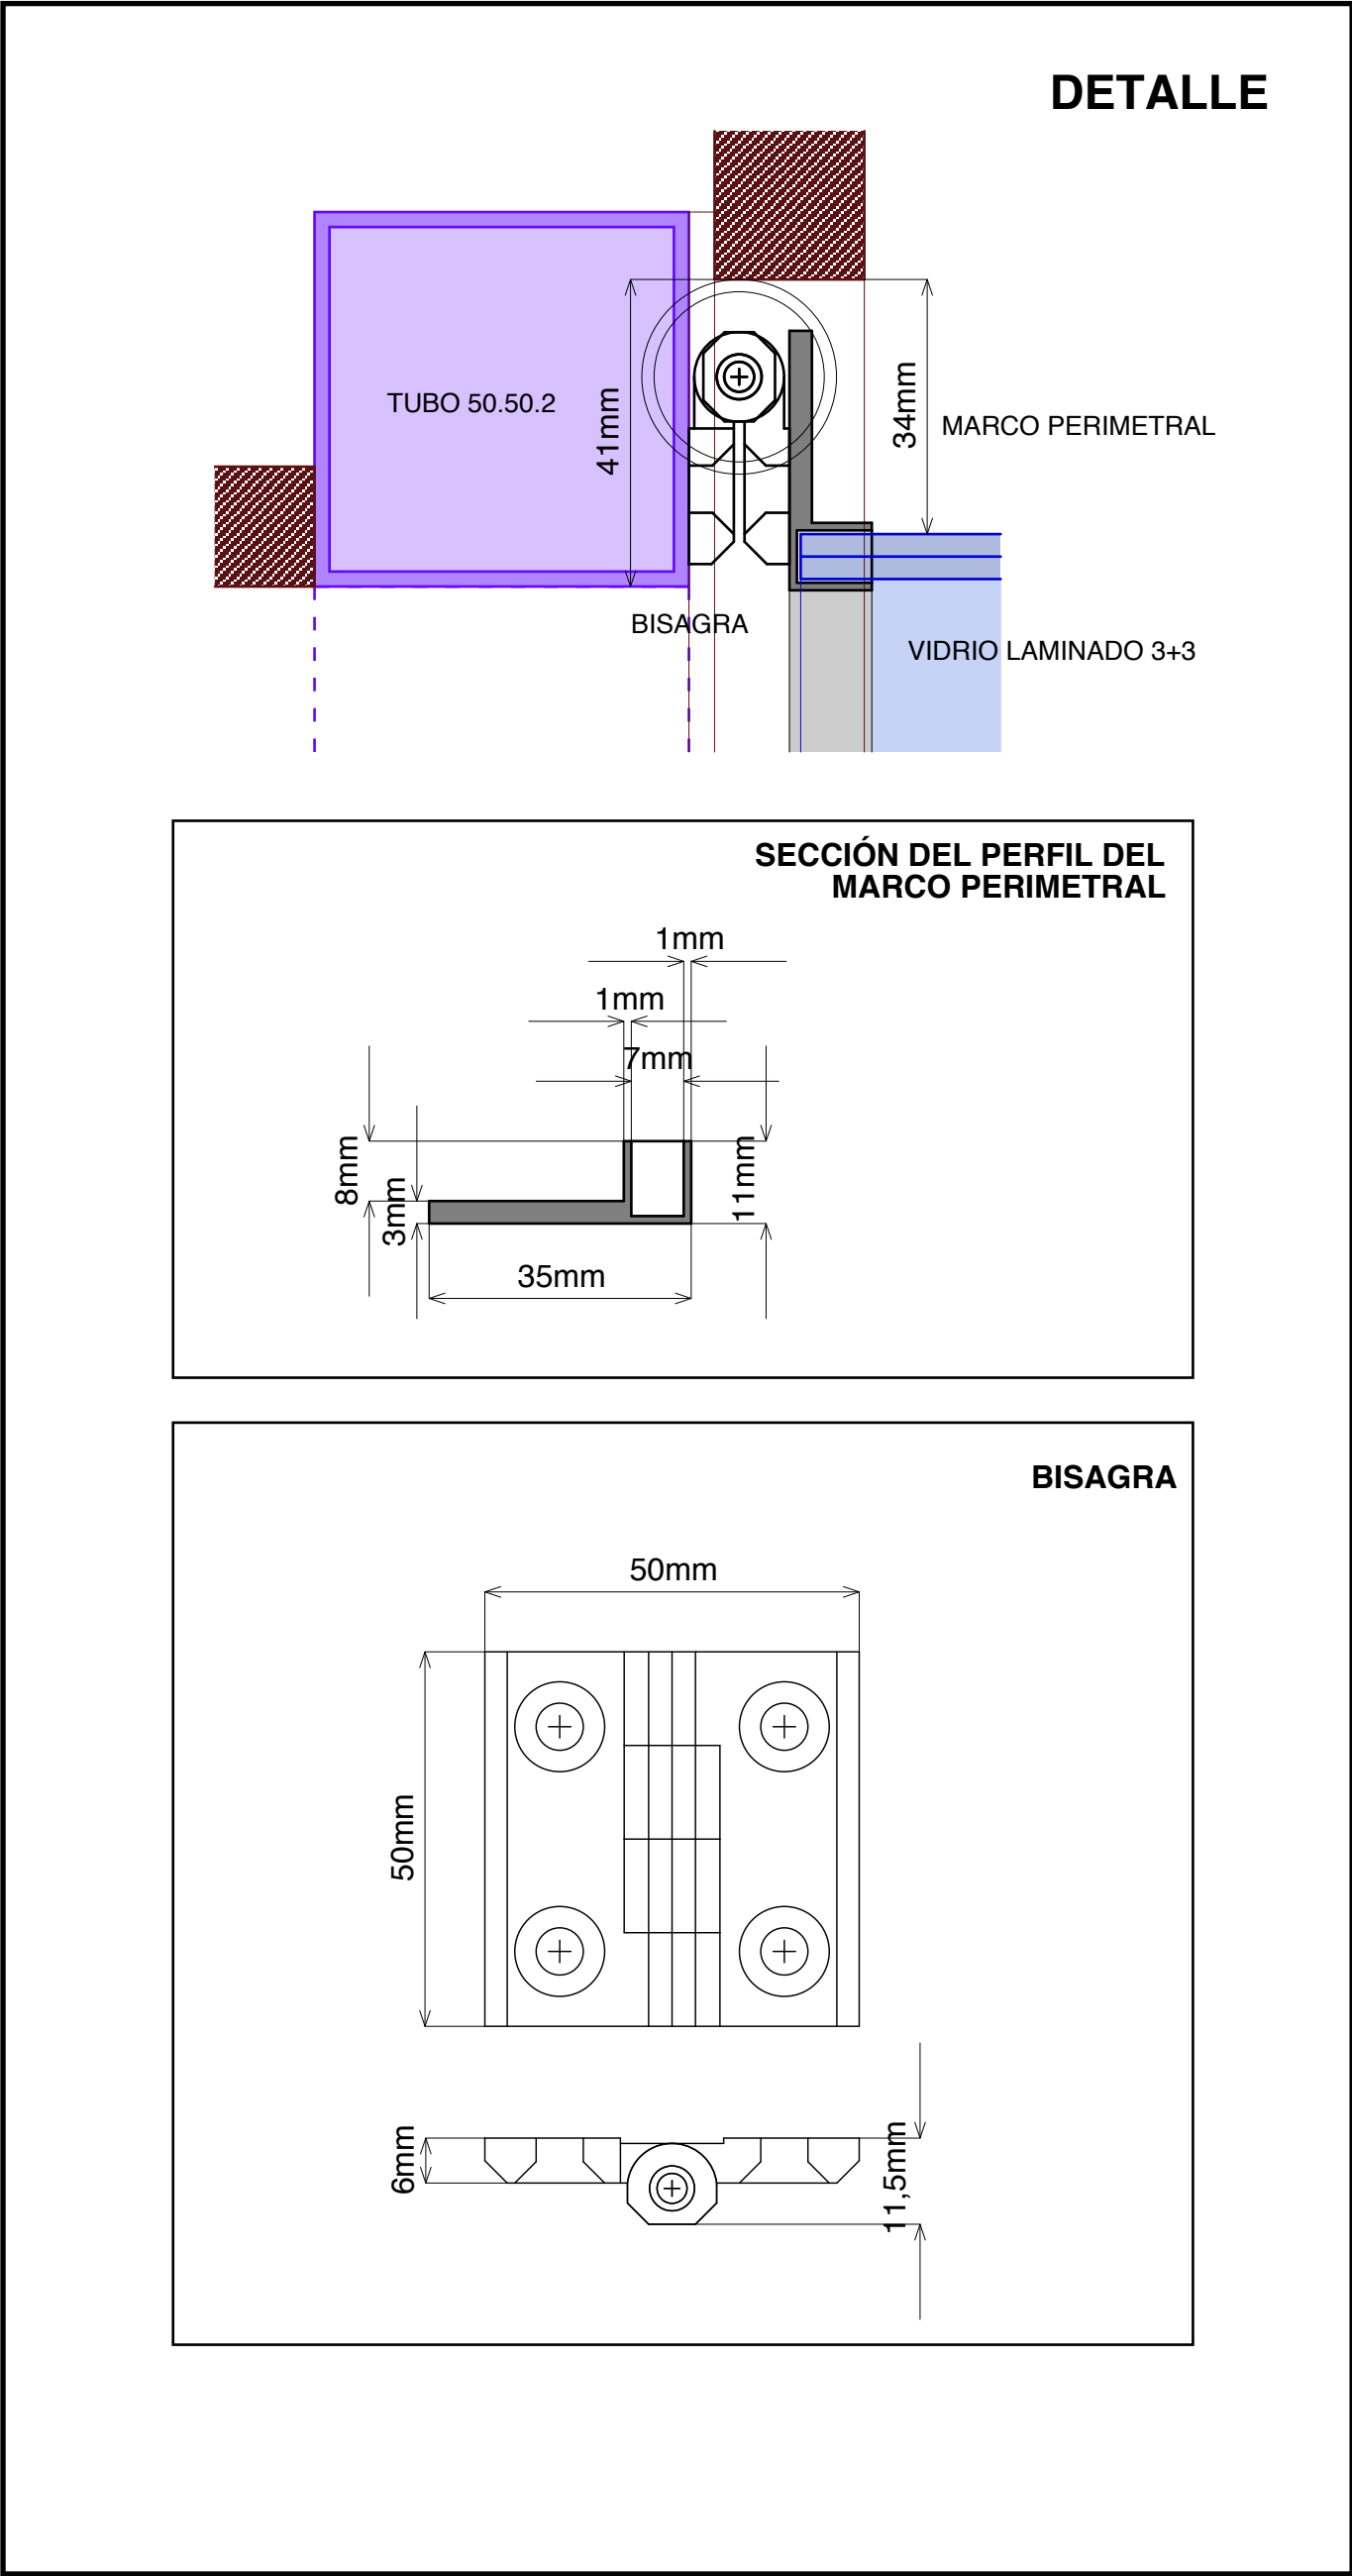 DETALLE
TUBO 50.50.2
41mm
34mm
MARCO PERIMETRAL
BISAGRA
VIDRIO LAMINADO 3+3
SECCIÓN DEL PERFIL DEL
MARCO PERIMETRAL
1mm
1mm
7mm
8mm
3mm
11mm
35mm
BISAGRA
50mm
50mm
6mm
11,5mm